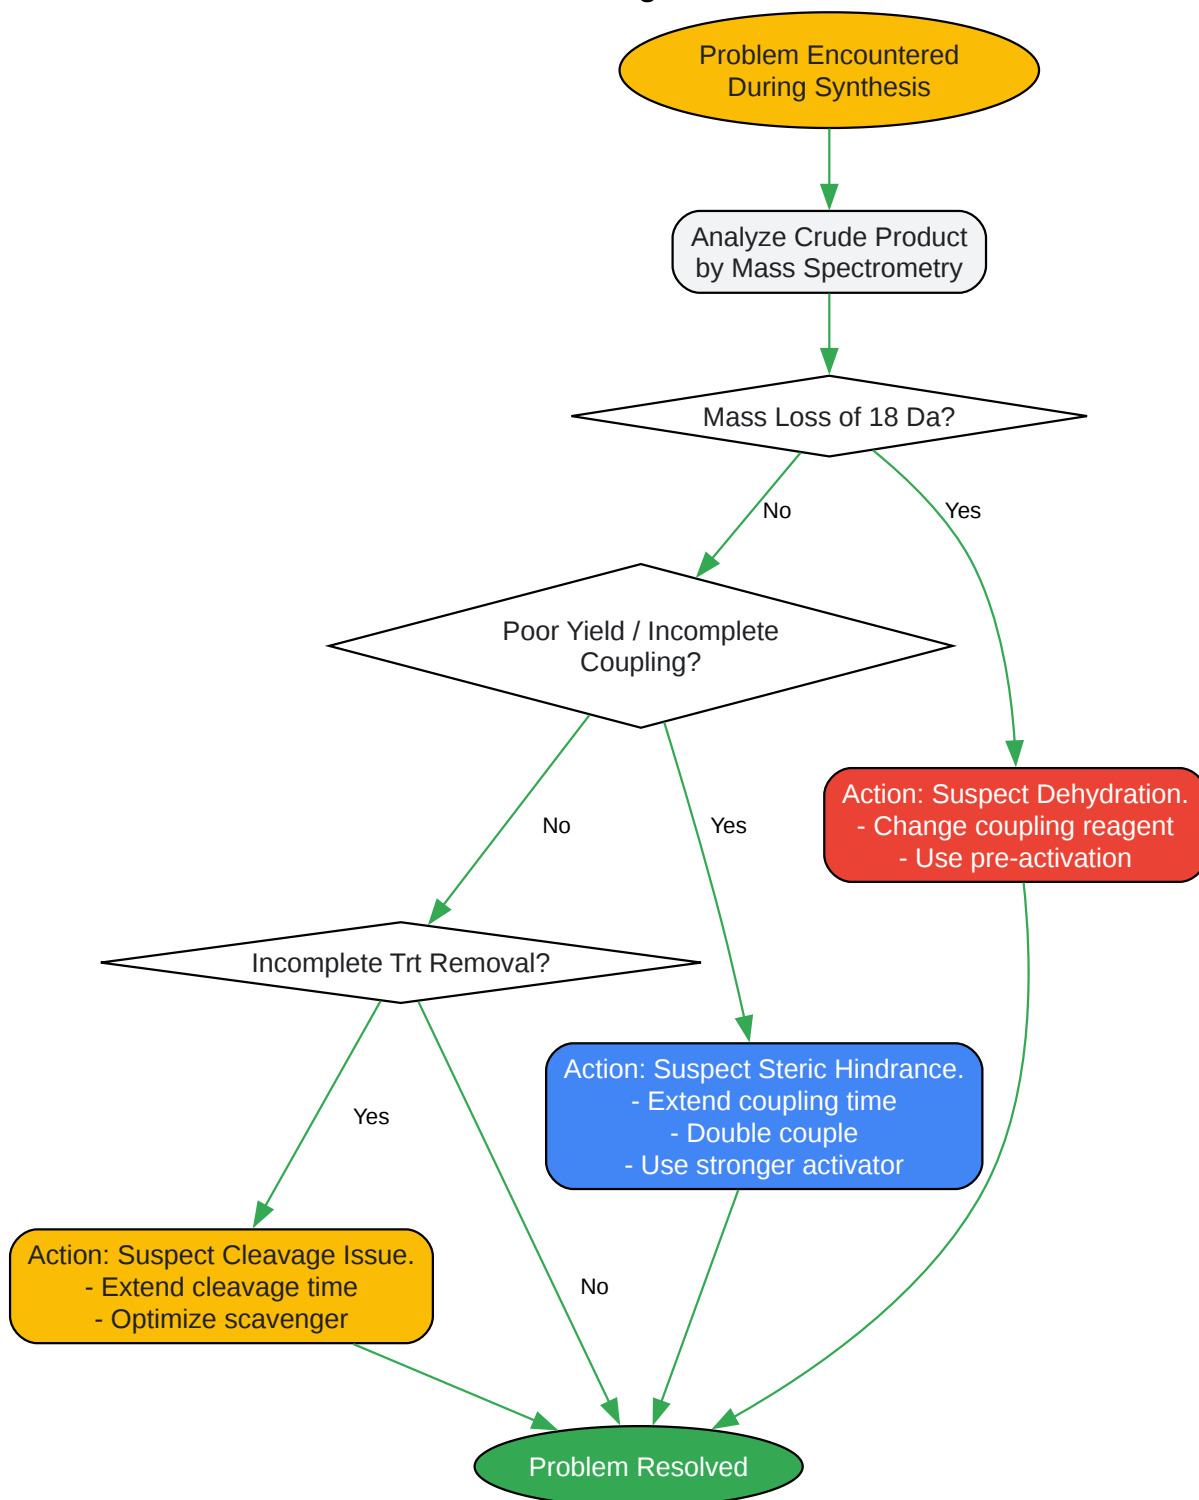 Problem Encountered
During Synthesis
Analyze Crude Product
by Mass Spectrometry
Mass Loss of 18 Da?
No
Yes
Poor Yield / Incomplete
Coupling?
No
Yes
Action: Suspect Dehydration.
- Change coupling reagent
- Use pre-activation
Incomplete Trt Removal?
Yes
No
Action: Suspect Steric Hindrance.
- Extend coupling time
- Double couple
- Use stronger activator
Action: Suspect Cleavage Issue.
- Extend cleavage time
- Optimize scavenger
Problem Resolved